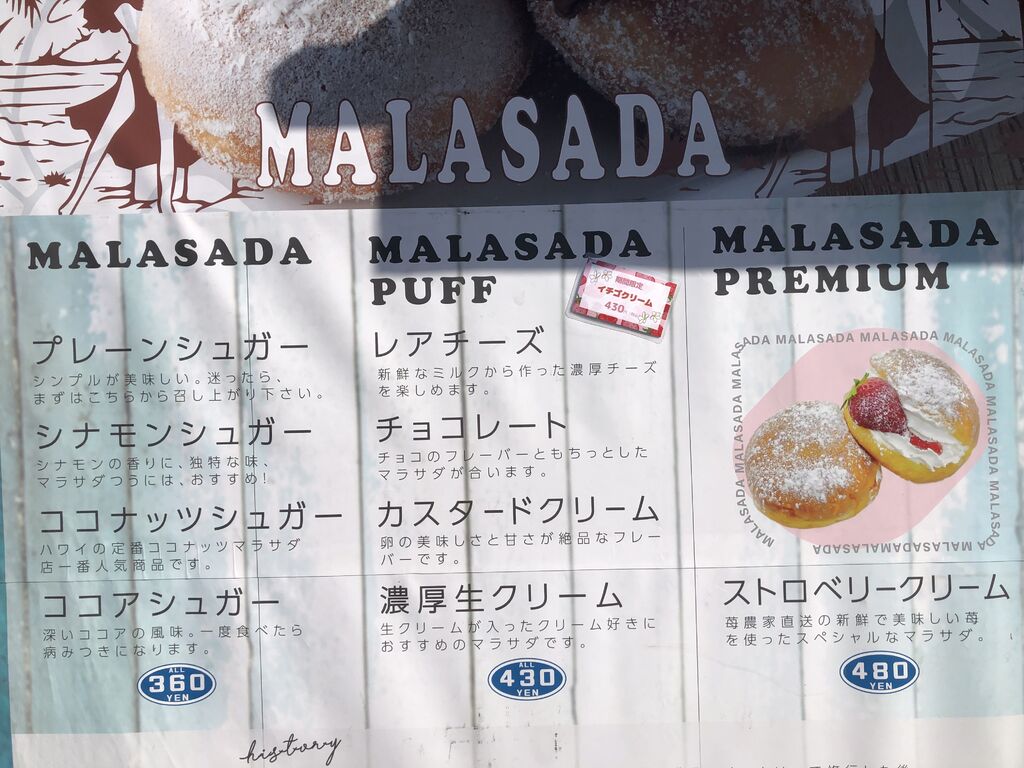 MALASADA
MALASADA
プレーンシュガー
シンプルが美味しい。迷ったら、
まずはこちらから召し上がり下さい。
シナモンシュガー
シナモンの香りに、独特な味、
マラサダつうには、おすすめ!
ココナッツシュガー
ハワイの定番ココナッツマラサダ
店一番人気商品です。
ココアシュガー
深いココアの風味。一度食べたら
病みつきになります。
ALL
360
YEN
MALASADA
PUFF
期間限定
イチゴクリーム
430
レアチーズ
新鮮なミルクから作った濃厚チーズ
を楽しめます。
チョコレート
チョコのフレーバーともちっとした
マラサダが合います。
カスタードクリーム
卵の美味しさと甘さが絶品なフレー
バーです。
濃厚生クリーム
生クリームが入ったクリーム好きに
おすすめのマラサダです。
ALL
430
YEN
MALASADA
PREMIUM
MALASADA MALASADA MALASADA MALASADA MALASADA MALASADA MALASADA MALASADAMALASADA
ストロベリークリーム
苺農家直送の新鮮で美味しい苺
を使ったスペシャルなマラサダ。
ALL
480
YEN
history